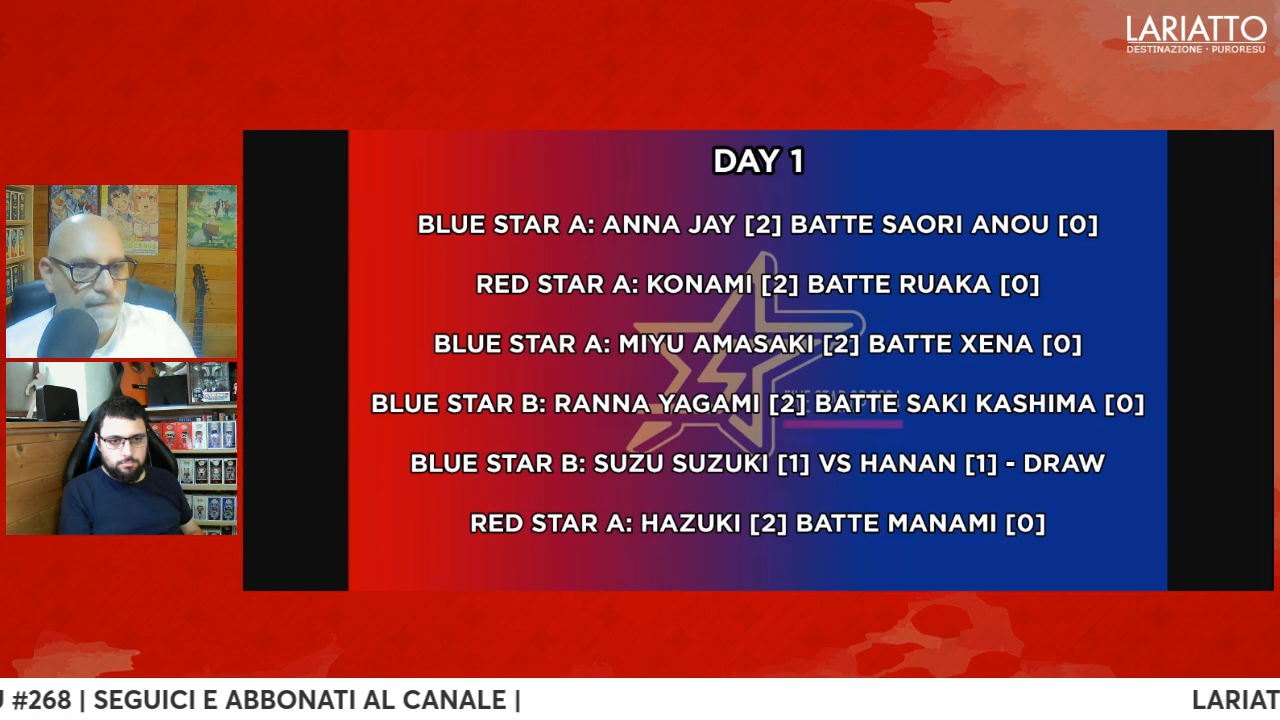 LARIATTO
DESTINAZIONE • PURORESU
DAY 1
BLUE STAR A: ANNA JAY [2] BATTE SAORI ANOU [0]
RED STAR A: KONAMI [2] BATTE RUAKA [0]
BLUE STAR A: MIYU AMASAKI [2] BATTE XENA [0]
BLUE STAR B: RANNA YAGAMI [2] BATTE SAKI KASHIMA [0]
BLUE STAR B: SUZU SUZUKI [1] VS HANAN [1] - DRAW
RED STAR A: HAZUKI [2] BATTE MANAMI [0]
U #268 | SEGUICI E ABBONATI AL CANALE | LARIAT